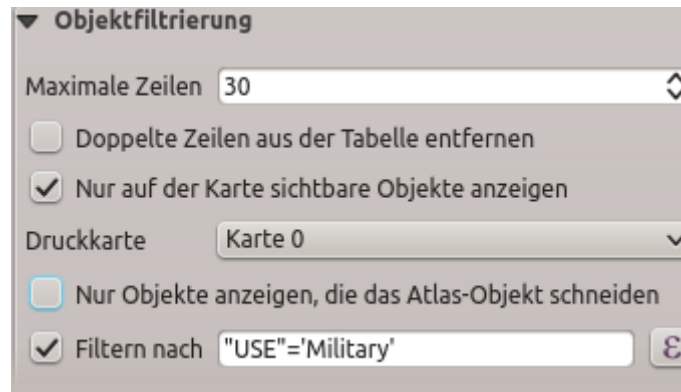 Objektfiltrierung
Maximale Zeilen 30
Doppelte Zeilen aus der Tabelle entfernen
Nur auf der Karte sichtbare Objekte anzeigen
Druckkarte Karte 0
Nur Objekte anzeigen, die das Atlas-Objekt schneiden
Filtern nach "USE"='Military' ε